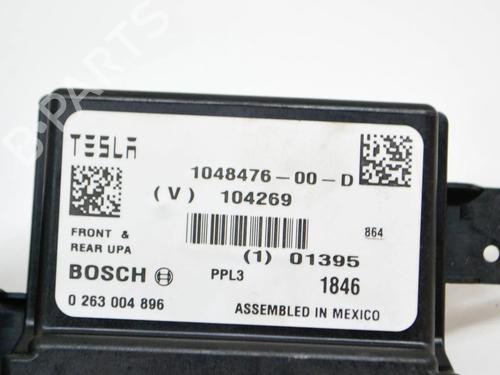 TESLA
1048476-00-D
(V) 104269
864
FRONT &
REAR UPA
(1) 01395
BOSCH
PPL3
1846
0 263 004 896
ASSEMBLED IN MEXICO
B-PARTS